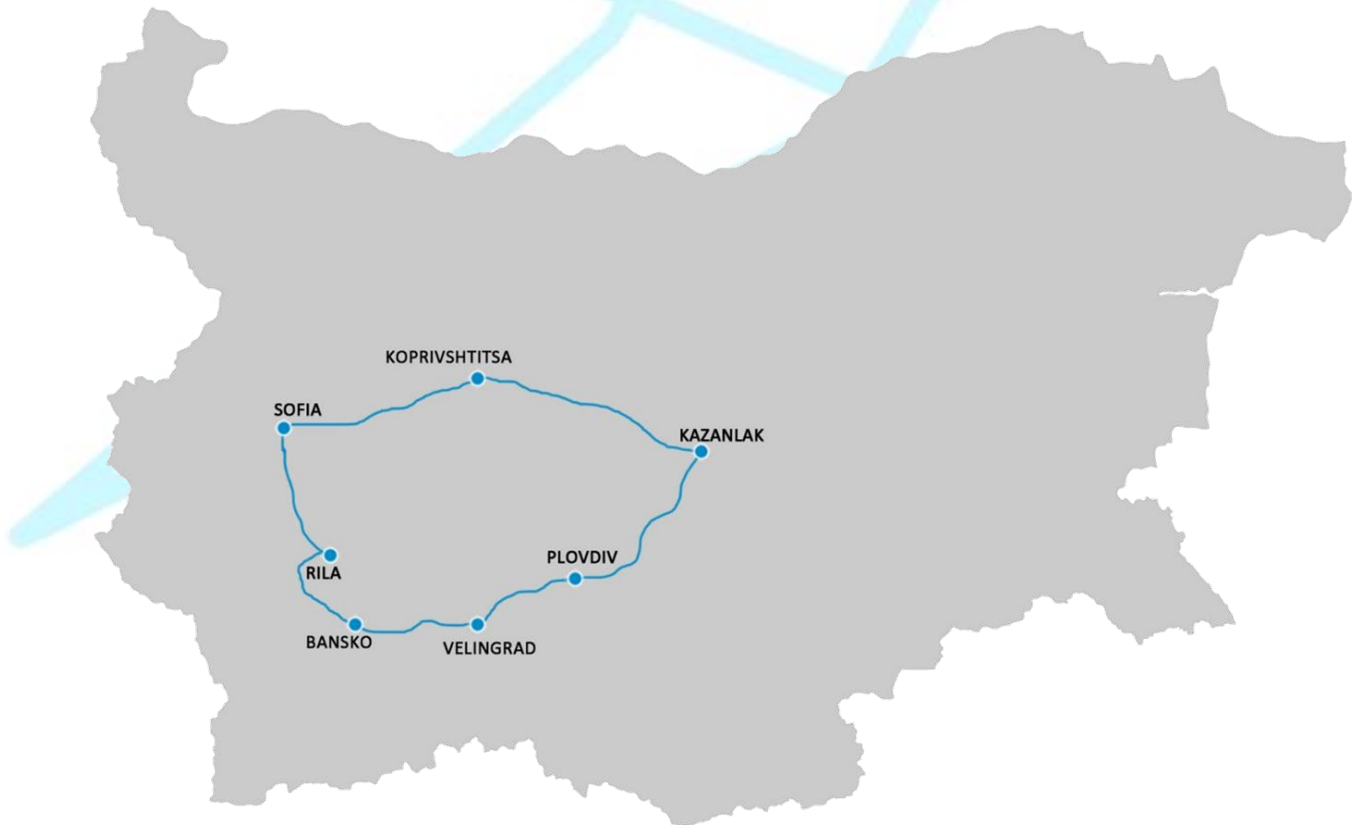 KOPRIVSHTITSA
SOFIA
KAZANLAK
PLOVDIV
RILA
BANSKO
VELINGRAD